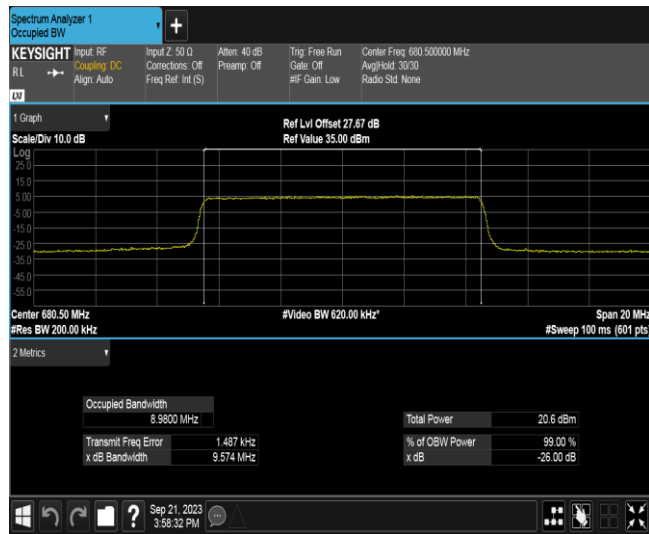 Spectrum Analyzer 1
Occupied BW
+
KEYSIGHT
RL
LXI
Input: RF
Coupling: DC
Align: Auto
Input Z: 50 Ω
Corrections: Off
Freq Ref: Int (S)
Atten: 40 dB
Preamp: Off
Trig: Free Run
Gate: Off
#IF Gain: Low
Center Freq: 680.500000 MHz
Avg|Hold: 30/30
Radio Std: None
1 Graph
Scale/Div 10.0 dB
Ref Lvl Offset 27.67 dB
Ref Value 35.00 dBm
Log
25.0
15.0
5.00
-5.00
-15.0
-25.0
-35.0
-45.0
-55.0
Center 680.50 MHz
#Res BW 200.00 kHz
#Video BW 620.00 kHz*
Span 20 MHz
#Sweep 100 ms (601 pts)
2 Metrics
Occupied Bandwidth
8.9800 MHz
Transmit Freq Error 1.487 kHz
x dB Bandwidth 9.574 MHz
Total Power 20.6 dBm
% of OBW Power 99.00 %
x dB -26.00 dB
?
Sep 21, 2023
3:58:32 PM